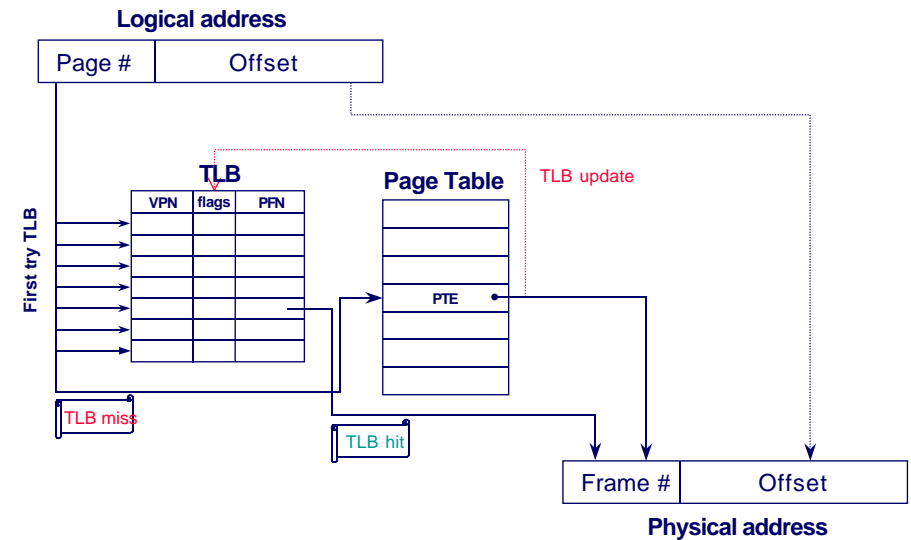 Logical address
Page #
Offset
TLB
Page Table
TLB update
VPN
flags
PFN
First try TLB
PTE
TLB miss
TLB hit
Frame #
Offset
Physical address